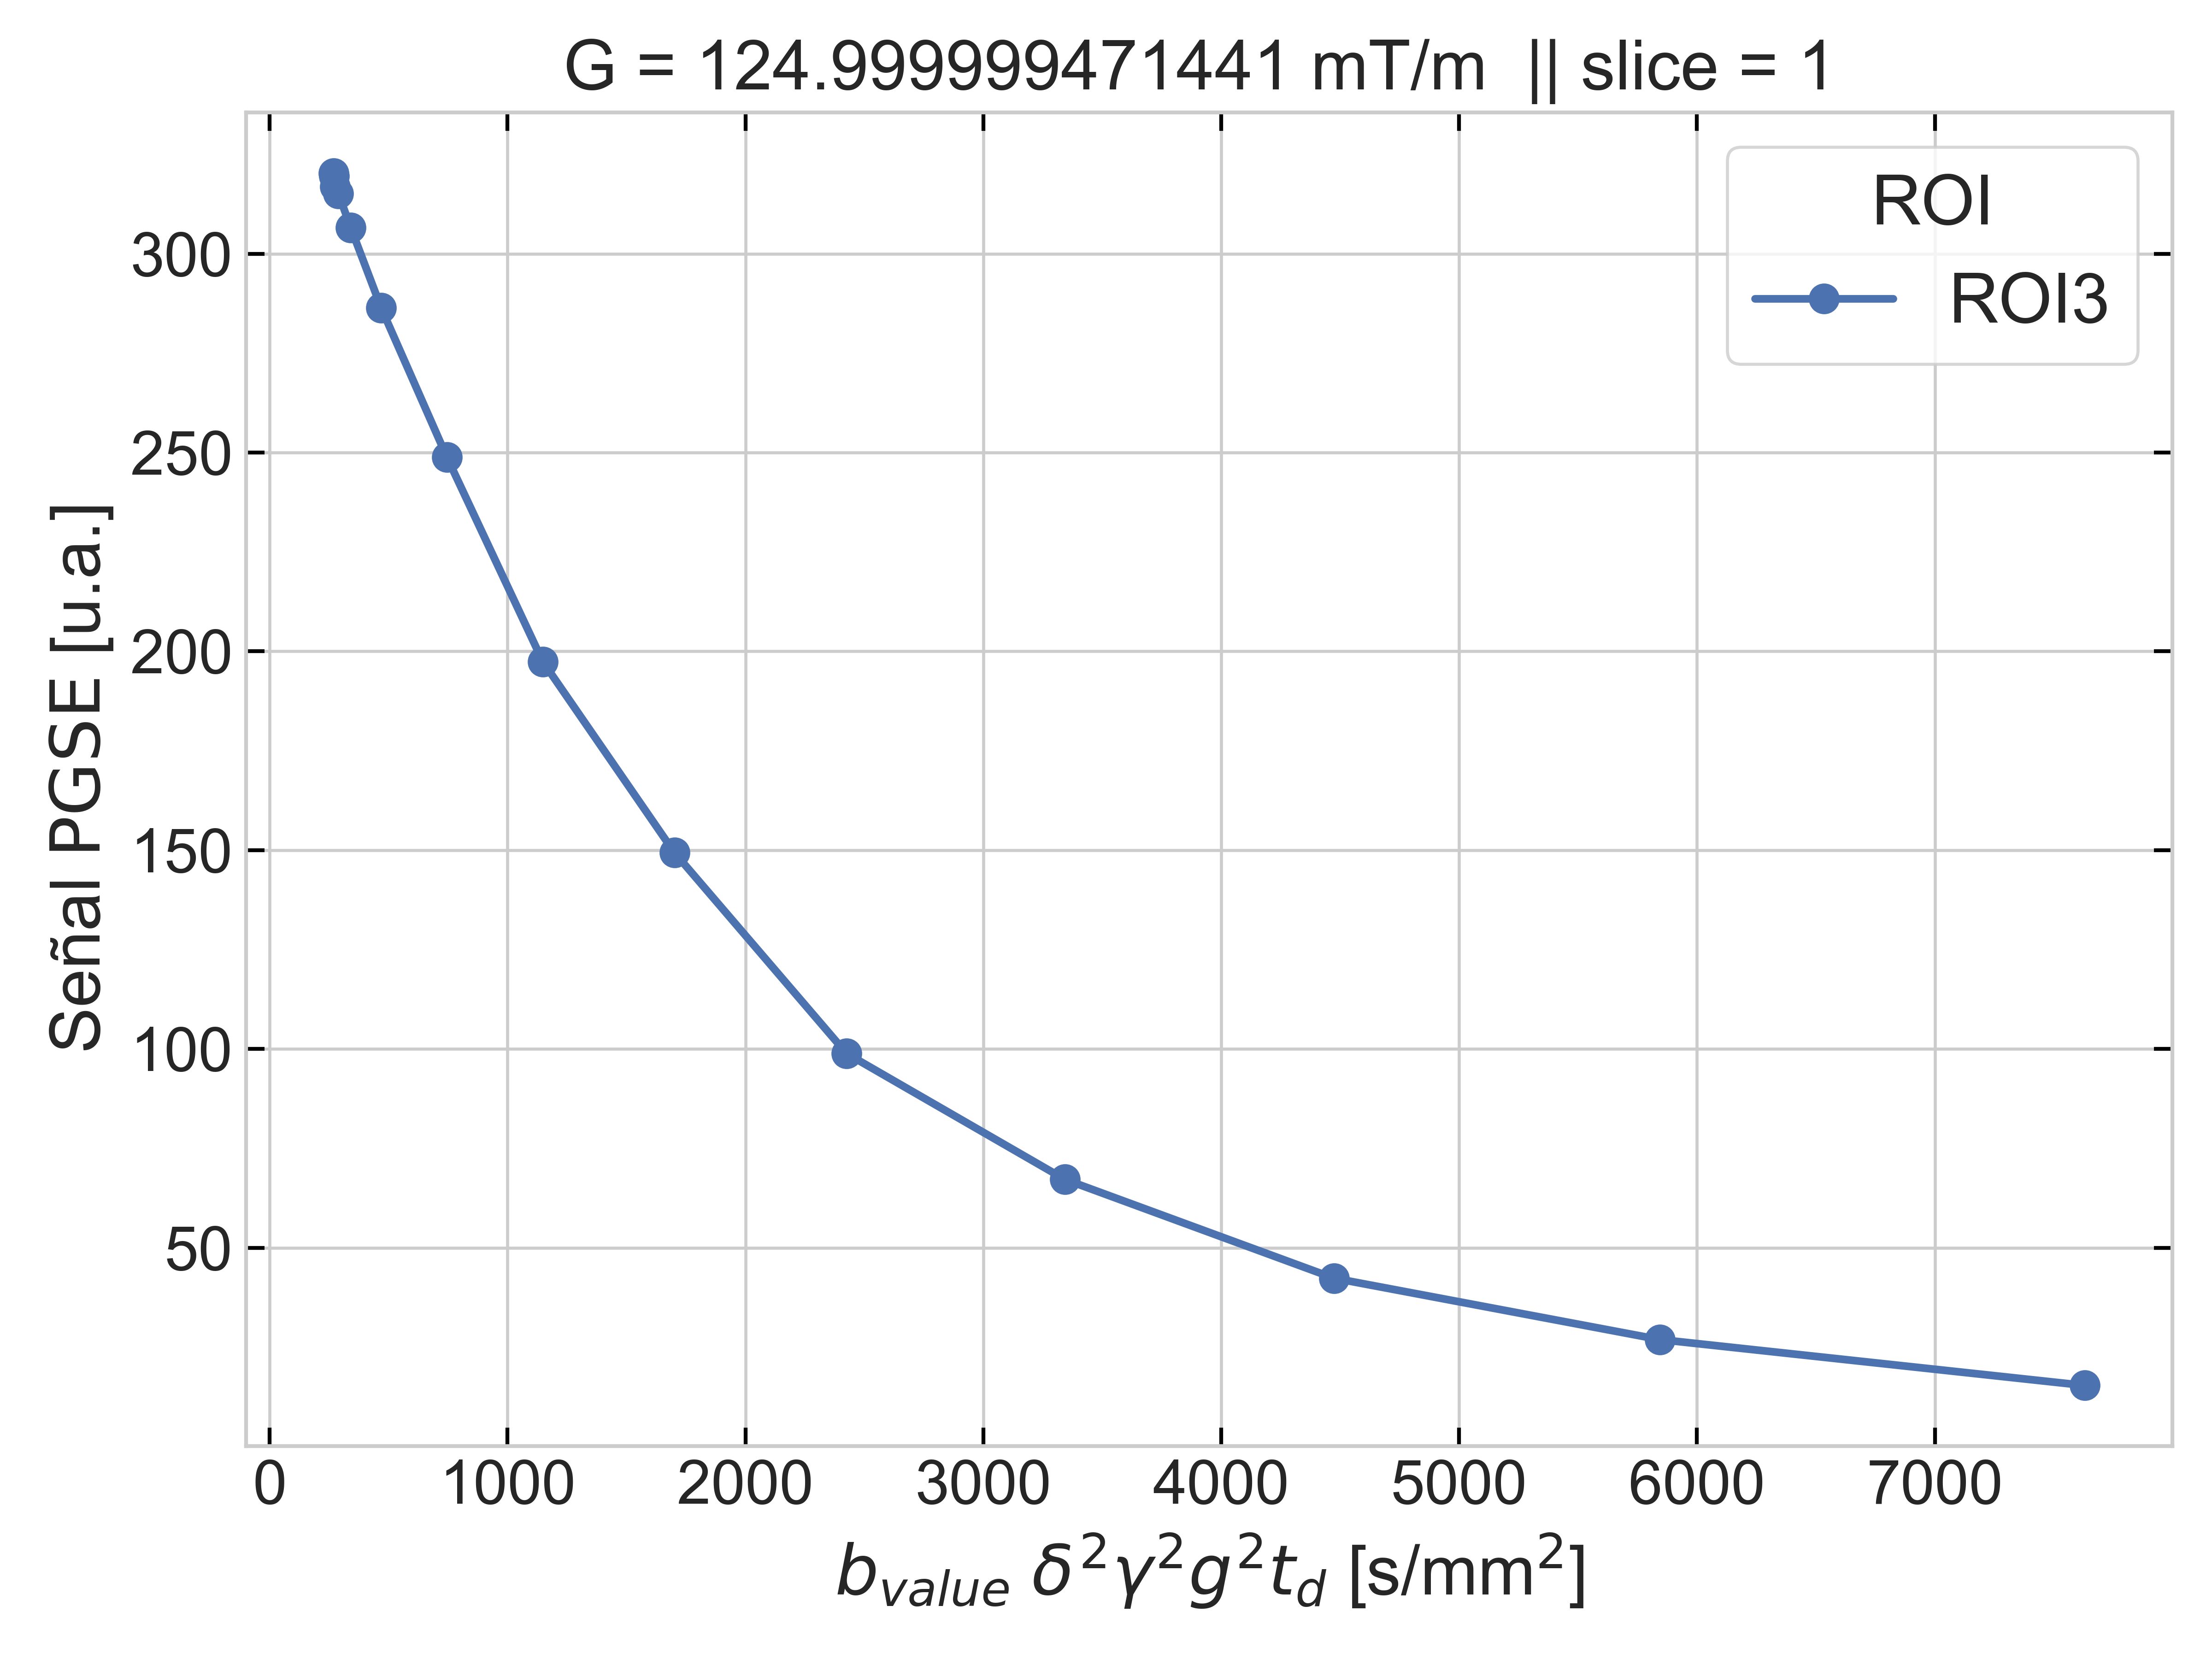 G = 124.999999471441 mT/m || slice = 1
ROI
ROI3
Señal PGSE [u.a.]
300
250
200
150
100
50
0 1000 2000 3000 4000 5000 6000 7000
b_value δ²γ²g²t_d [s/mm²]